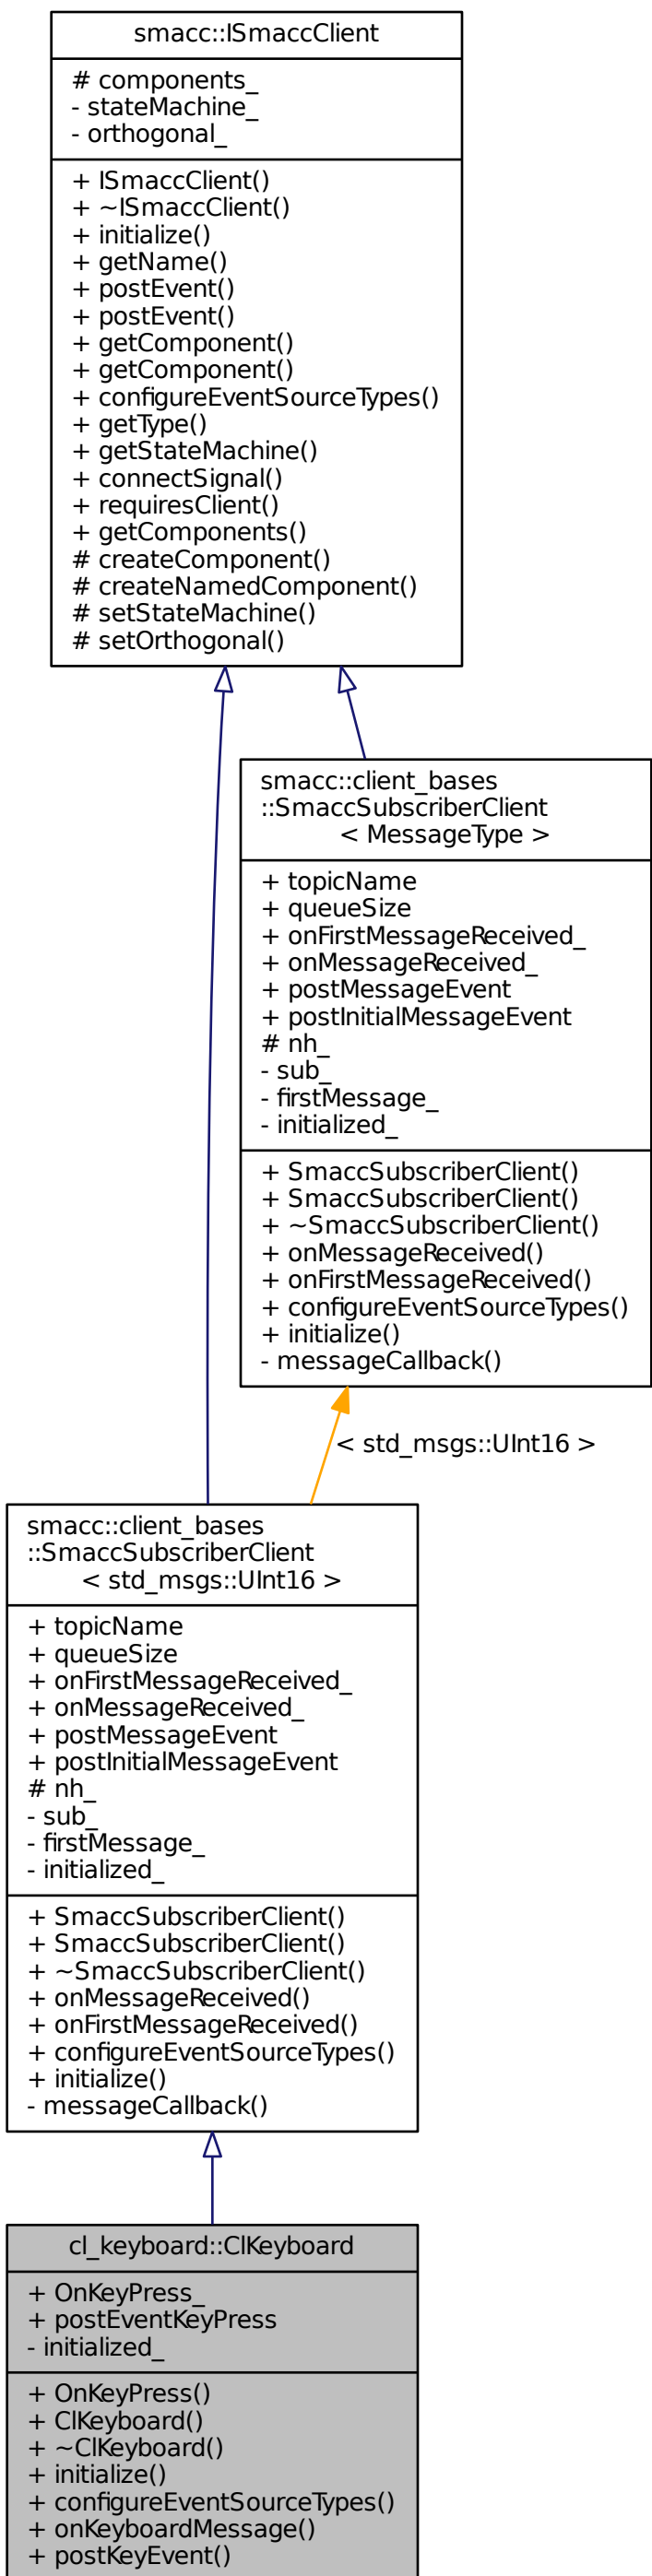 smacc::ISmaccClient
# components_
- stateMachine_
- orthogonal_
+ ISmaccClient()
+ ~ISmaccClient()
+ initialize()
+ getName()
+ postEvent()
+ postEvent()
+ getComponent()
+ getComponent()
+ configureEventSourceTypes()
+ getType()
+ getStateMachine()
+ connectSignal()
+ requiresClient()
+ getComponents()
# createComponent()
# createNamedComponent()
# setStateMachine()
# setOrthogonal()
smacc::client_bases
::SmaccSubscriberClient
< MessageType >
+ topicName
+ queueSize
+ onFirstMessageReceived_
+ onMessageReceived_
+ postMessageEvent
+ postInitialMessageEvent
# nh_
- sub_
- firstMessage_
- initialized_
+ SmaccSubscriberClient()
+ SmaccSubscriberClient()
+ ~SmaccSubscriberClient()
+ onMessageReceived()
+ onFirstMessageReceived()
+ configureEventSourceTypes()
+ initialize()
- messageCallback()
< std_msgs::UInt16 >
smacc::client_bases
::SmaccSubscriberClient
< std_msgs::UInt16 >
+ topicName
+ queueSize
+ onFirstMessageReceived_
+ onMessageReceived_
+ postMessageEvent
+ postInitialMessageEvent
# nh_
- sub_
- firstMessage_
- initialized_
+ SmaccSubscriberClient()
+ SmaccSubscriberClient()
+ ~SmaccSubscriberClient()
+ onMessageReceived()
+ onFirstMessageReceived()
+ configureEventSourceTypes()
+ initialize()
- messageCallback()
cl_keyboard::ClKeyboard
+ OnKeyPress_
+ postEventKeyPress
- initialized_
+ OnKeyPress()
+ ClKeyboard()
+ ~ClKeyboard()
+ initialize()
+ configureEventSourceTypes()
+ onKeyboardMessage()
+ postKeyEvent()